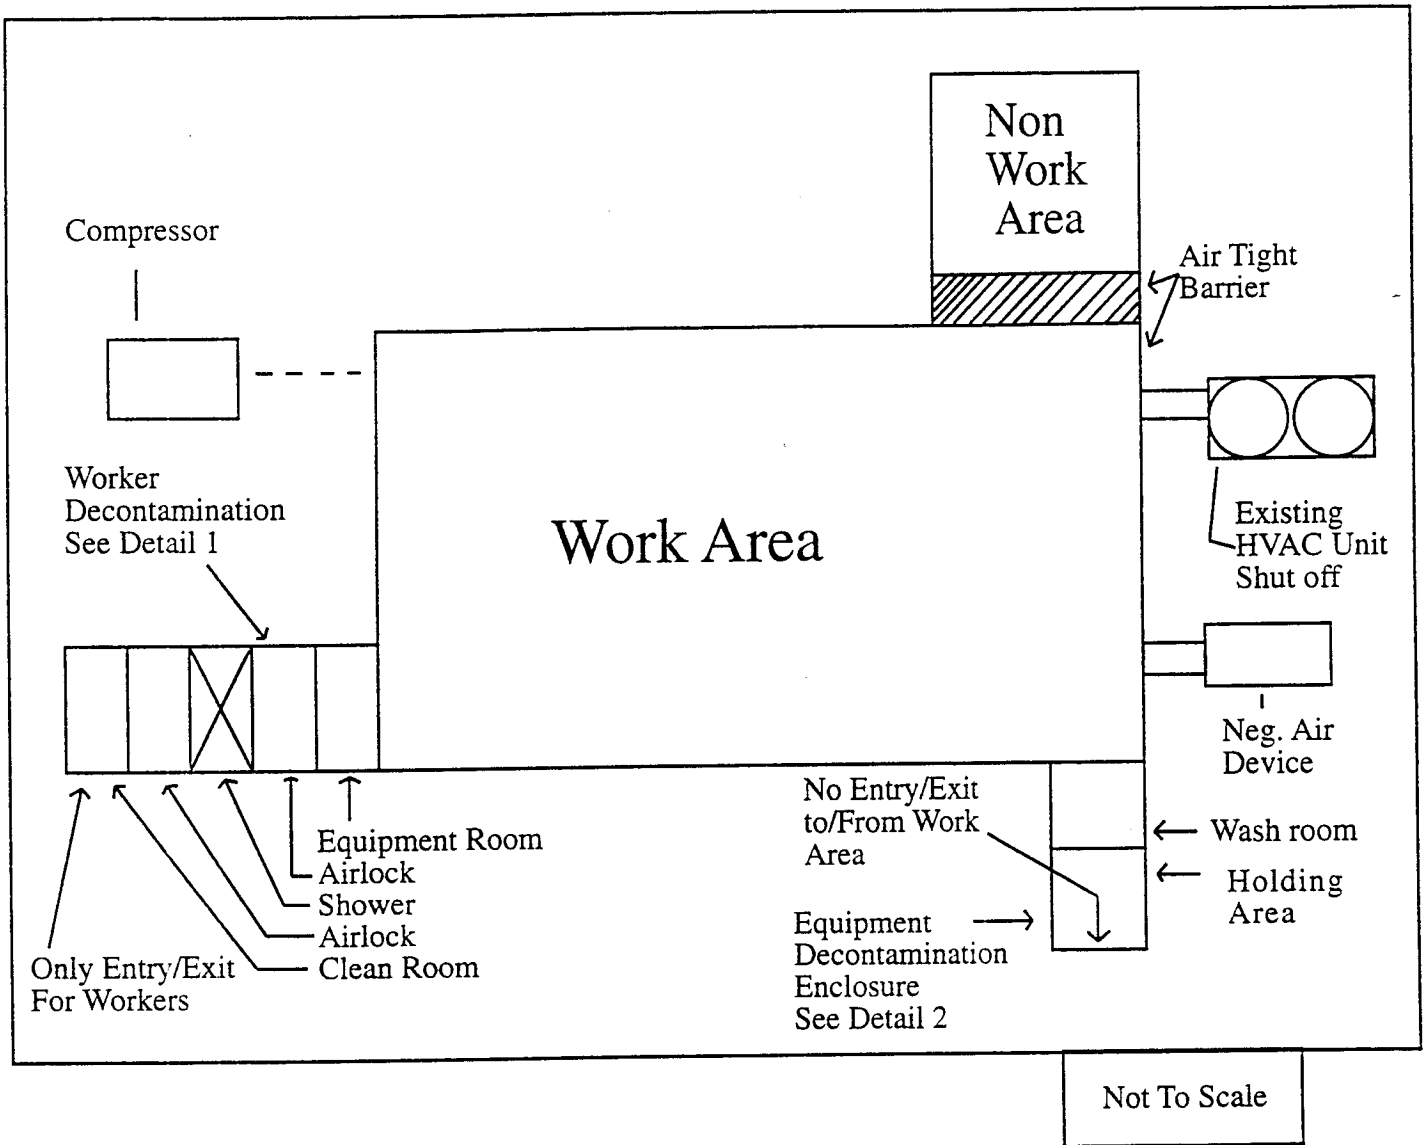 Non
Work
Area
Compressor
Air Tight
Barrier
Worker
Decontamination
See Detail 1
Work Area
Existing
HVAC Unit
Shut off
Neg. Air
Device
No Entry/Exit
to/From Work
Area
Wash room
Holding
Area
Equipment Room
Airlock
Shower
Airlock
Clean Room
Only Entry/Exit
For Workers
Equipment
Decontamination
Enclosure
See Detail 2
Not To Scale